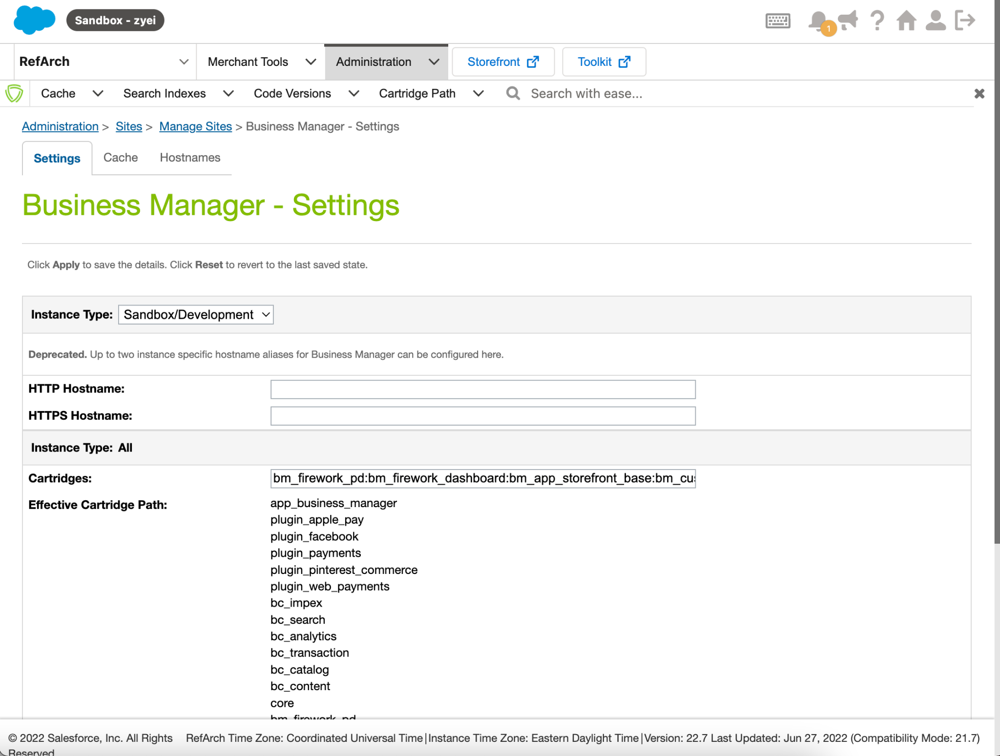 Sandbox - zyei
1
RefArch
Merchant Tools
Administration
Storefront
Toolkit
Cache
Search Indexes
Code Versions
Cartridge Path
Search with ease...
Administration > Sites > Manage Sites > Business Manager - Settings
Settings
Cache
Hostnames
Business Manager - Settings
Click Apply to save the details. Click Reset to revert to the last saved state.
Instance Type: Sandbox/Development
Deprecated. Up to two instance specific hostname aliases for Business Manager can be configured here.
HTTP Hostname:
HTTPS Hostname:
Instance Type: All
Cartridges: bm_firework_pd:bm_firework_dashboard:bm_app_storefront_base:bm_cus
Effective Cartridge Path: app_business_manager
plugin_apple_pay
plugin_facebook
plugin_payments
plugin_pinterest_commerce
plugin_web_payments
bc_impex
bc_search
bc_analytics
bc_transaction
bc_catalog
bc_content
core
bm_firework_pd
© 2022 Salesforce, Inc. All Rights Reserved
RefArch Time Zone: Coordinated Universal Time|Instance Time Zone: Eastern Daylight Time|Version: 22.7 Last Updated: Jun 27, 2022 (Compatibility Mode: 21.7)